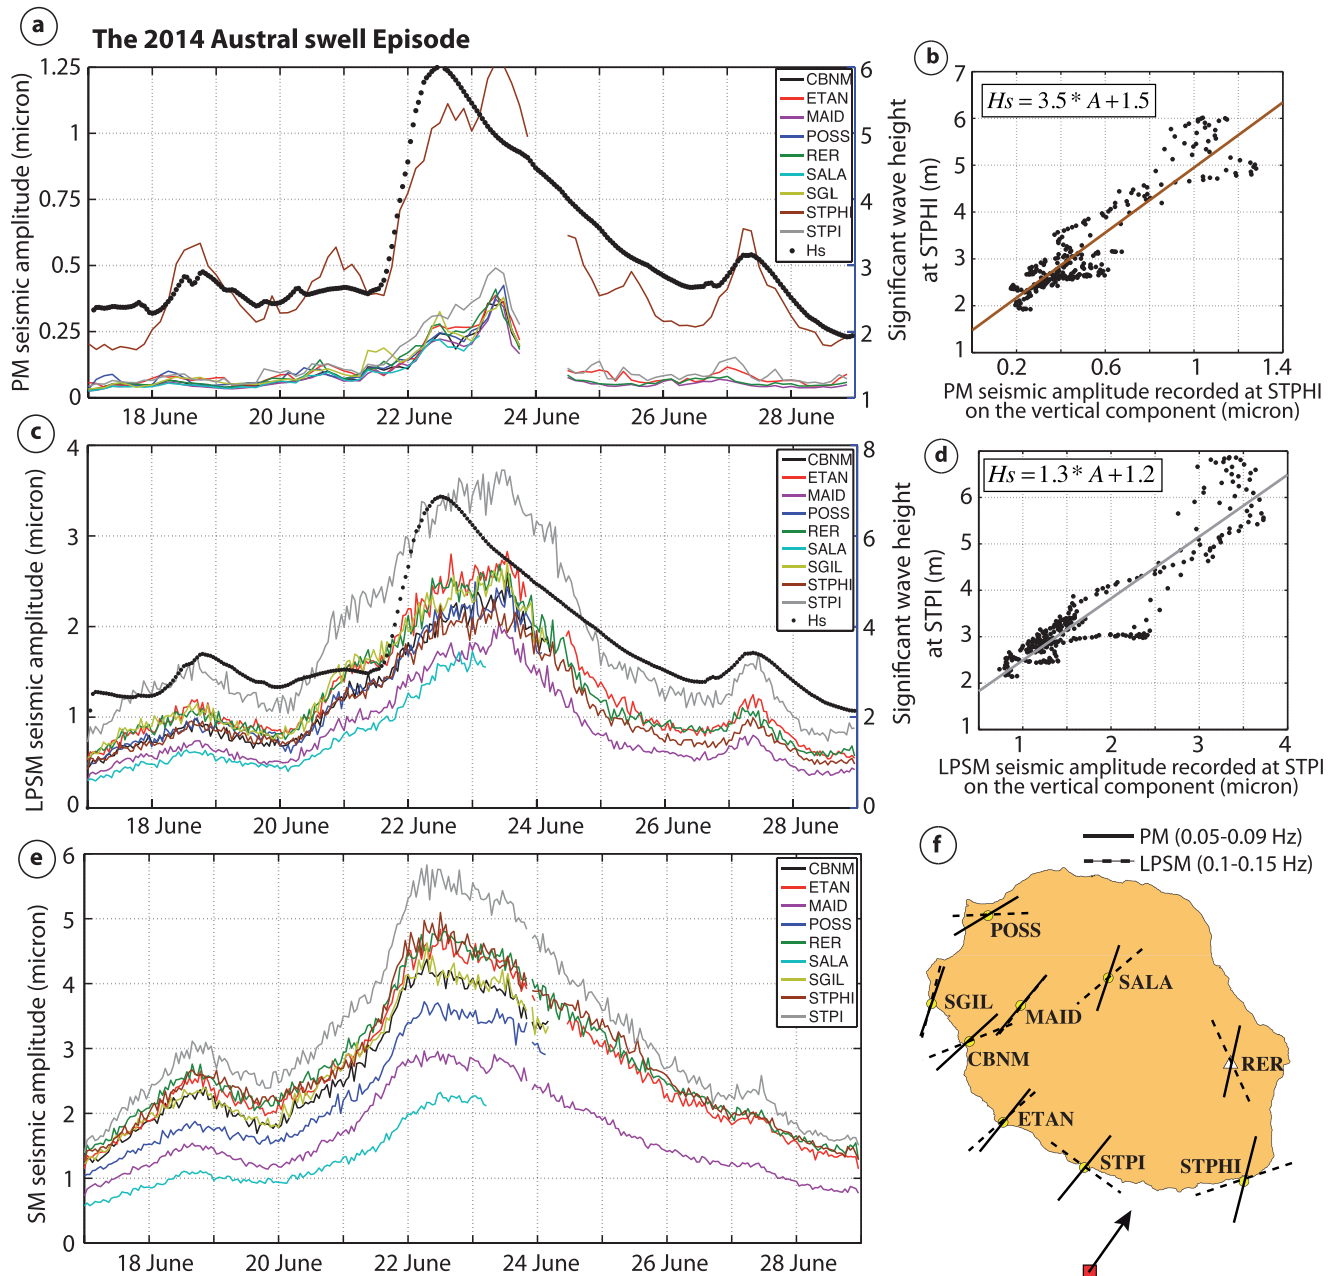 a
The 2014 Austral swell Episode
PM seismic amplitude (micron)
1.25
1
0.75
0.5
0.25
0
6
5
4
3
2
1
CBNM
ETAN
MAID
POSS
RER
SALA
SGL
STPHI
STPI
Hs
18 June
20 June
22 June
24 June
26 June
28 June
b
Significant wave height
at STPHI (m)
7
6
5
4
3
2
1
Hs = 3.5 * A + 1.5
0.2
0.6
1
1.4
PM seismic amplitude recorded at STPHI
on the vertical component (micron)
c
LPSM seismic amplitude (micron)
4
3
2
1
0
8
6
4
2
0
CBNM
ETAN
MAID
POSS
RER
SALA
SGIL
STPHI
STPI
Hs
18 June
20 June
22 June
24 June
26 June
28 June
d
Significant wave height
at STPI (m)
6
5
4
3
2
1
Hs = 1.3 * A + 1.2
1
2
3
4
LPSM seismic amplitude recorded at STPI
on the vertical component (micron)
e
SM seismic amplitude (micron)
6
5
4
3
2
1
0
CBNM
ETAN
MAID
POSS
RER
SALA
SGIL
STPHI
STPI
18 June
20 June
22 June
24 June
26 June
28 June
f
PM (0.05-0.09 Hz)
LPSM (0.1-0.15 Hz)
POSS
SALA
SGIL
MAID
CBNM
RER
ETAN
STPI
STPHI